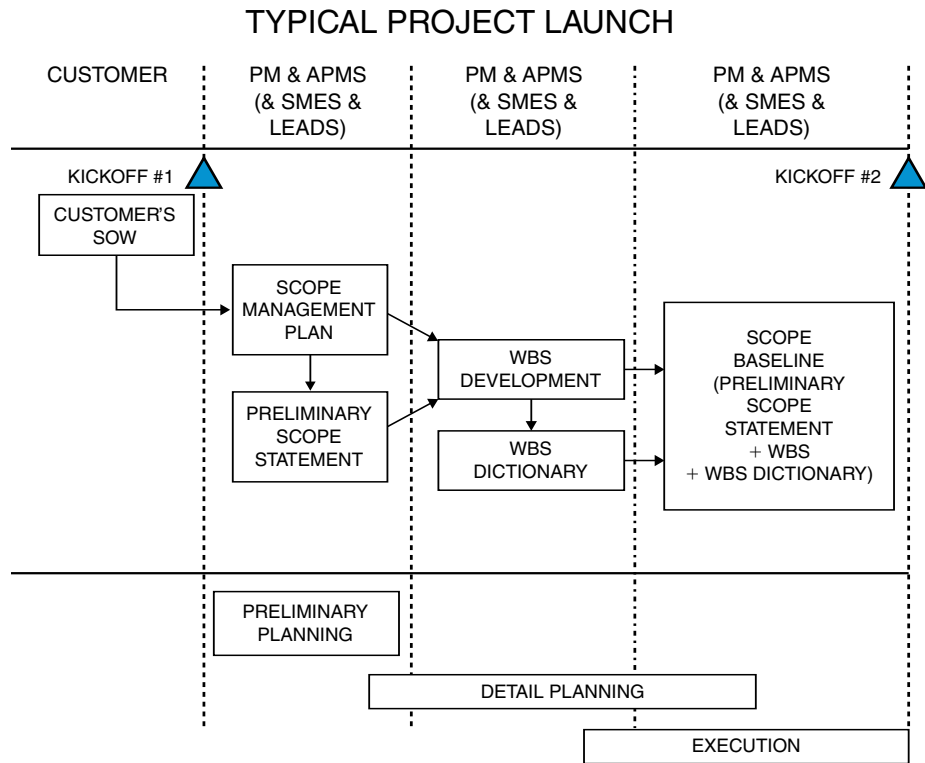 TYPICAL PROJECT LAUNCH
CUSTOMER
PM & APMS
(& SMES &
LEADS)
PM & APMS
(& SMES &
LEADS)
PM & APMS
(& SMES &
LEADS)
KICKOFF #1
KICKOFF #2
CUSTOMER’S
SOW
SCOPE
MANAGEMENT
PLAN
PRELIMINARY
SCOPE
STATEMENT
WBS
DEVELOPMENT
WBS
DICTIONARY
SCOPE
BASELINE
(PRELIMINARY
SCOPE
STATEMENT
+ WBS
+ WBS DICTIONARY)
PRELIMINARY
PLANNING
DETAIL PLANNING
EXECUTION